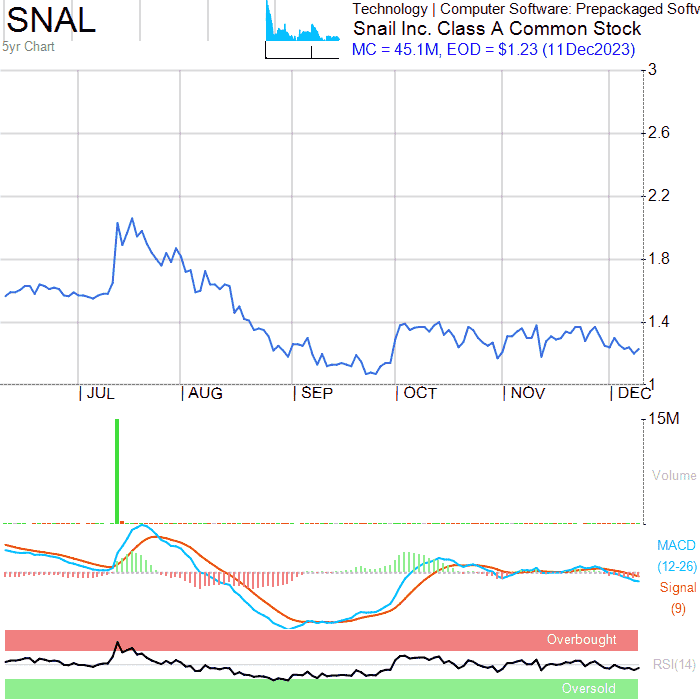 SNAL
5yr Chart
Technology | Computer Software: Prepackaged Softw
Snail Inc. Class A Common Stock
MC = 45.1M, EOD = $1.23 (11Dec2023)
3
2.6
2.2
1.8
1.4
1
JUL AUG SEP OCT NOV DEC
15M
Volume
MACD
(12-26)
Signal
(9)
Overbought
RSI(14)
Oversold